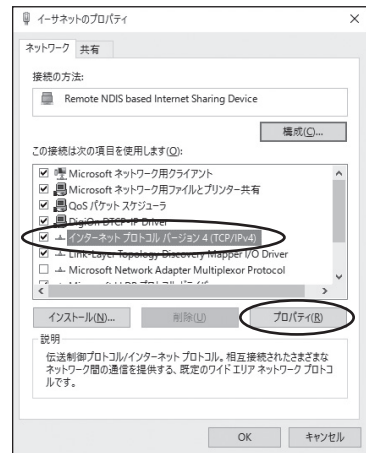 イーサネットのプロパティ
ネットワーク 共有
接続の方法:
Remote NDIS based Internet Sharing Device
構成(C)...
この接続は次の項目を使用します(O):
Microsoft ネットワーク用クライアント
Microsoft ネットワーク用ファイルとプリンター共有
QoS パケット スケジューラ
DigiOn DTCP-IP Driver
インターネット プロトコル バージョン 4 (TCP/IPv4)
Link-Layer Topology Discovery Mapper I/O Driver
Microsoft Network Adapter Multiplexor Protocol
インストール(N)... 削除(U) プロパティ(R)
説明
伝送制御プロトコル/インターネット プロトコル。相互接続されたさまざまな
ネットワーク間の通信を提供する、既定のワイド エリア ネットワーク プロトコ
ルです。
OK キャンセル